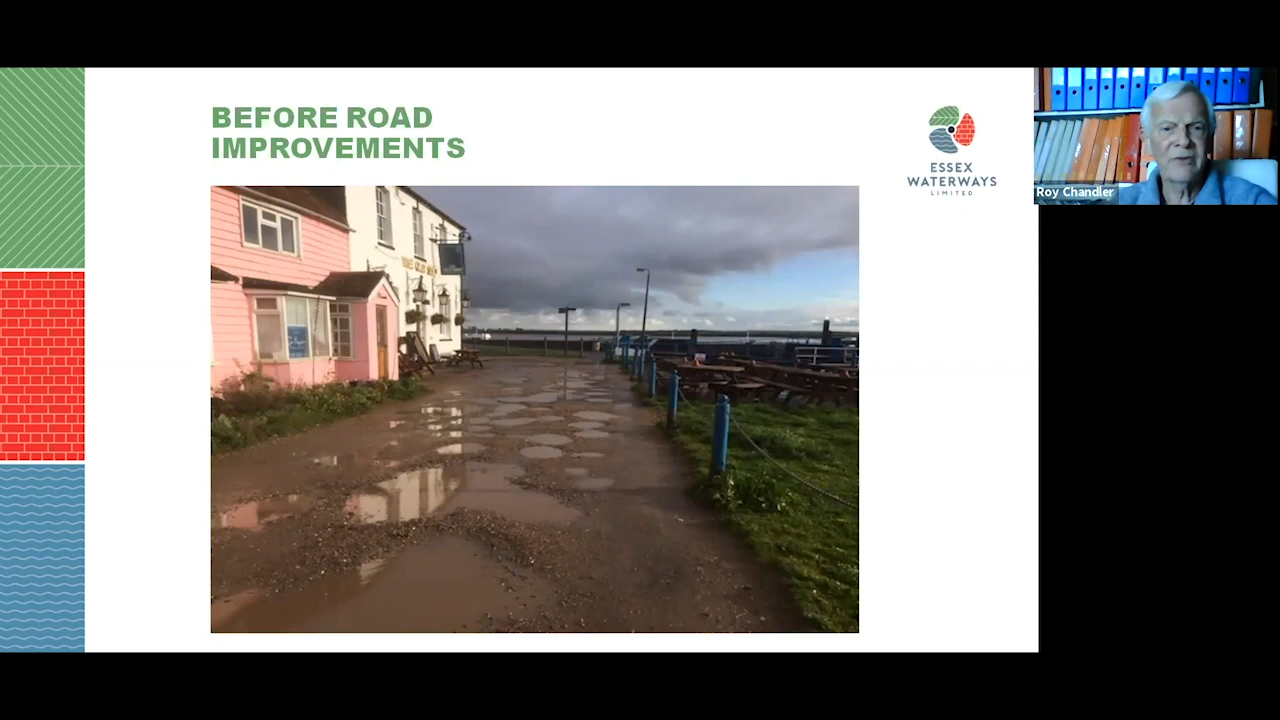 BEFORE ROAD
IMPROVEMENTS
ESSEX
WATERWAYS
LIMITED
Roy Chandler